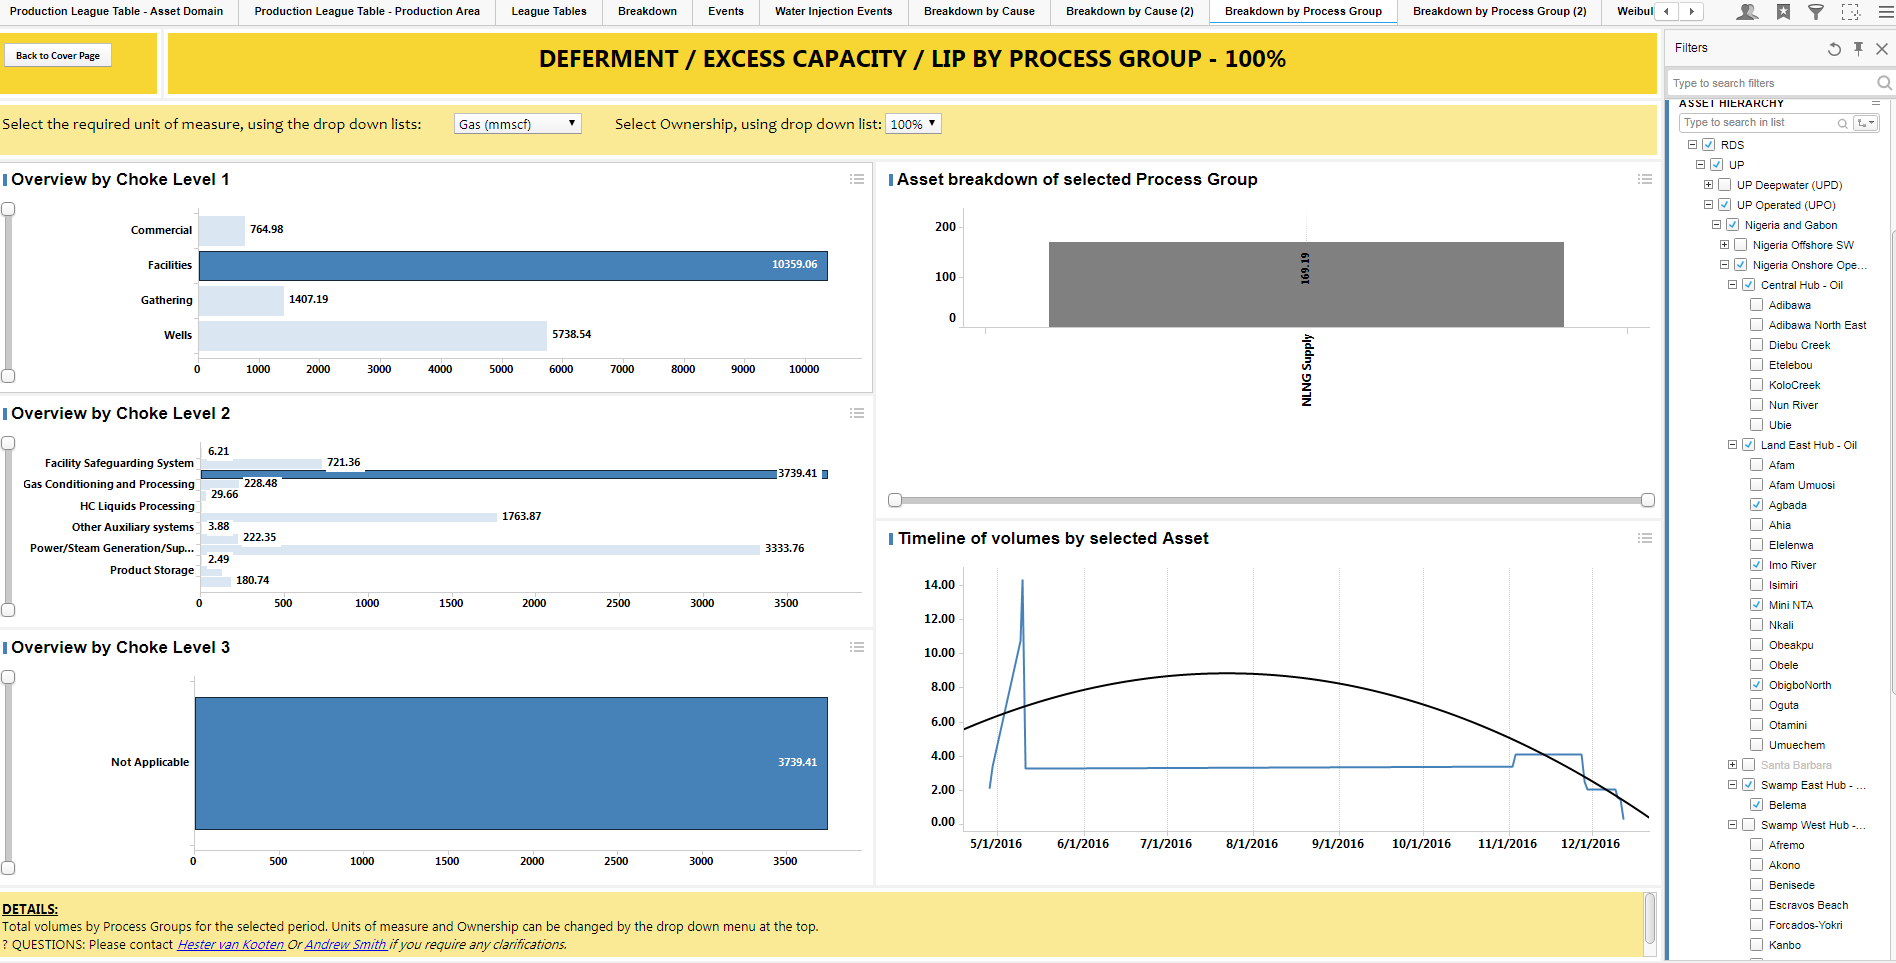 Production League Table - Asset Domain
Production League Table - Production Area
League Tables
Breakdown
Events
Water Injection Events
Breakdown by Cause
Breakdown by Cause (2)
Breakdown by Process Group
Breakdown by Process Group (2)
Weibul
Back to Cover Page
DEFERMENT / EXCESS CAPACITY / LIP BY PROCESS GROUP - 100%
Select the required unit of measure, using the drop down lists:
Gas (mmscf)
Select Ownership, using drop down list:
100%
Overview by Choke Level 1
Commercial
764.98
Facilities
10359.06
Gathering
1407.19
Wells
5738.54
0 1000 2000 3000 4000 5000 6000 7000 8000 9000 10000
Overview by Choke Level 2
6.21
Facility Safeguarding System
721.36
3739.41
Gas Conditioning and Processing
228.48
29.66
HC Liquids Processing
1763.87
Other Auxiliary systems
3.88
222.35
Power/Steam Generation/Sup...
3333.76
2.49
Product Storage
180.74
0 500 1000 1500 2000 2500 3000 3500
Overview by Choke Level 3
Not Applicable
3739.41
0 500 1000 1500 2000 2500 3000 3500
Asset breakdown of selected Process Group
200
100
0
169.19
NLNG Supply
Timeline of volumes by selected Asset
14.00
12.00
10.00
8.00
6.00
4.00
2.00
0.00
5/1/2016 6/1/2016 7/1/2016 8/1/2016 9/1/2016 10/1/2016 11/1/2016 12/1/2016
DETAILS:
Total volumes by Process Groups for the selected period. Units of measure and Ownership can be changed by the drop down menu at the top.
? QUESTIONS: Please contact Hester van Kooten Or Andrew Smith if you require any clarifications.
Filters
Type to search filters
ASSET HIERARCHY
Type to search in list
RDS
UP
UP Deepwater (UPD)
UP Operated (UPO)
Nigeria and Gabon
Nigeria Offshore SW
Nigeria Onshore Ope...
Central Hub - Oil
Adibawa
Adibawa North East
Diebu Creek
Etelebou
KoloCreek
Nun River
Ubie
Land East Hub - Oil
Afam
Afam Umuosi
Agbada
Ahia
Elelenwa
Imo River
Isimiri
Mini NTA
Nkali
Obeakpu
Obele
ObigboNorth
Oguta
Otamini
Umuechem
Santa Barbara
Swamp East Hub - ...
Belema
Swamp West Hub -...
Afremo
Akono
Benisede
Escravos Beach
Forcados-Yokri
Kanbo